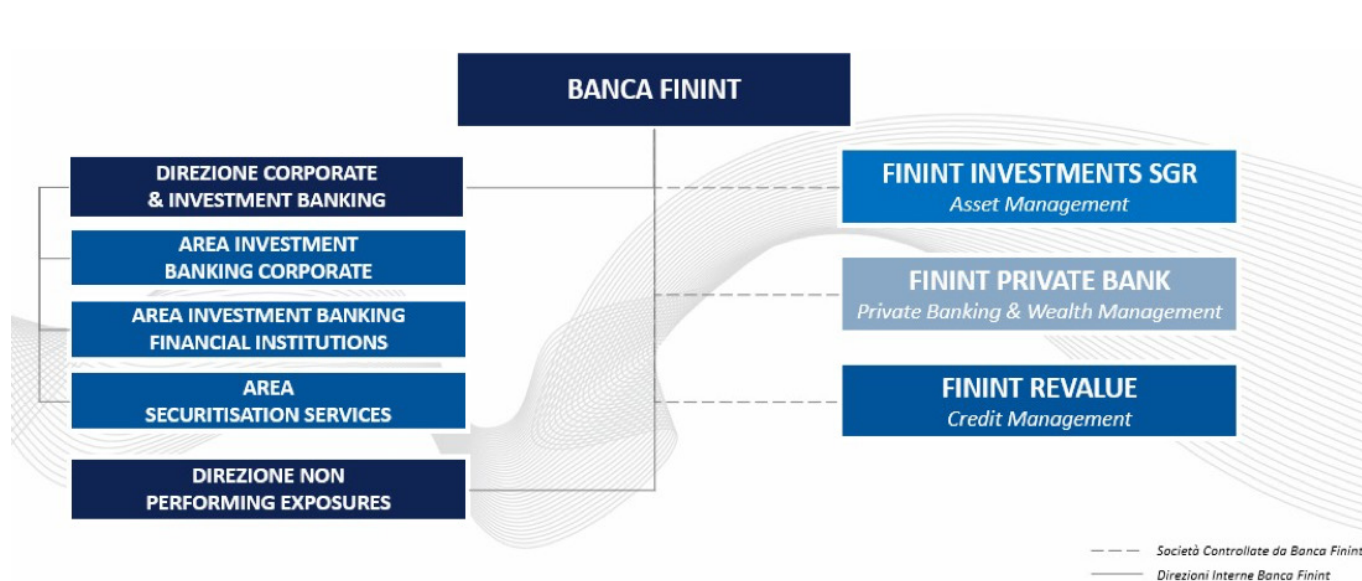 BANCA FININT
DIREZIONE CORPORATE
& INVESTMENT BANKING
AREA INVESTMENT
BANKING CORPORATE
AREA INVESTMENT BANKING
FINANCIAL INSTITUTIONS
AREA
SECURITISATION SERVICES
DIREZIONE NON
PERFORMING EXPOSURES
FININT INVESTMENTS SGR
Asset Management
FININT PRIVATE BANK
Private Banking & Wealth Management
FININT REVALUE
Credit Management
Società Controllate da Banca Finint
Direzioni Interne Banca Finint